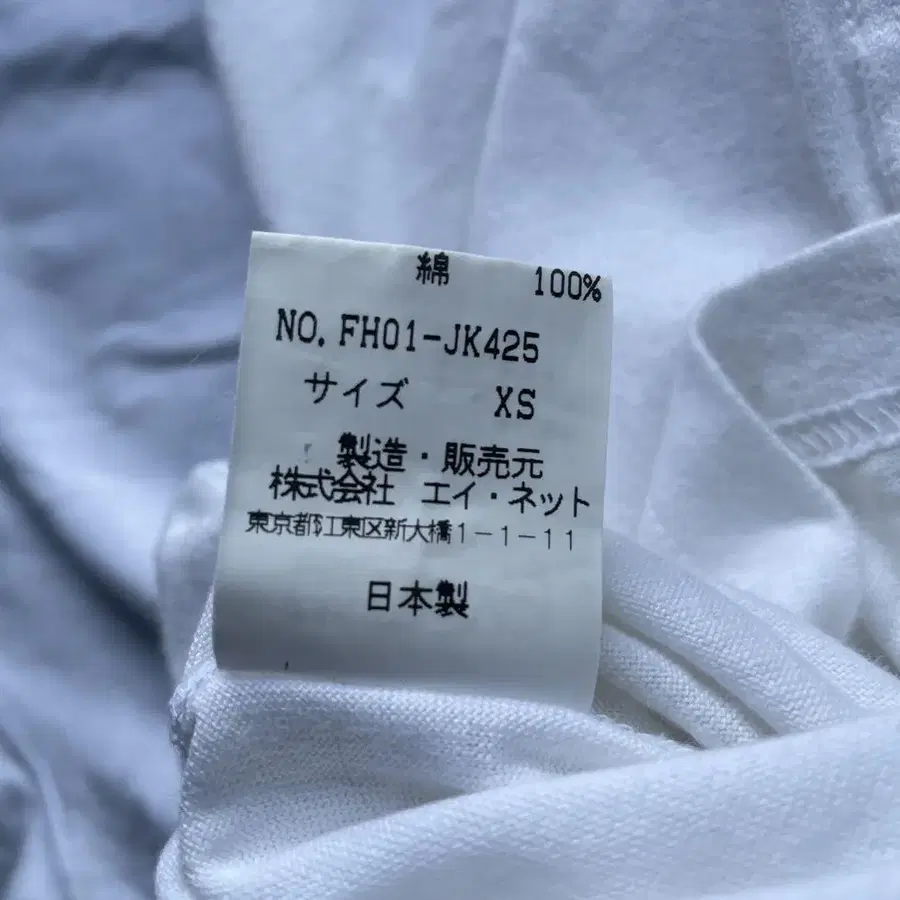 綿 100%
NO. FH01-JK425
サイズ XS
製造・販売元
株式会社 エイ・ネット
東京都江東区新大橋1-1-11
日本製